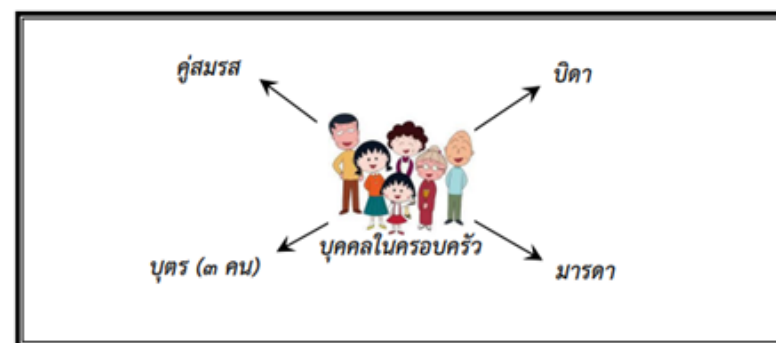 คู่สมรส
บิดา
บุคคลในครอบครัว
บุตร (๓ คน)
มารดา